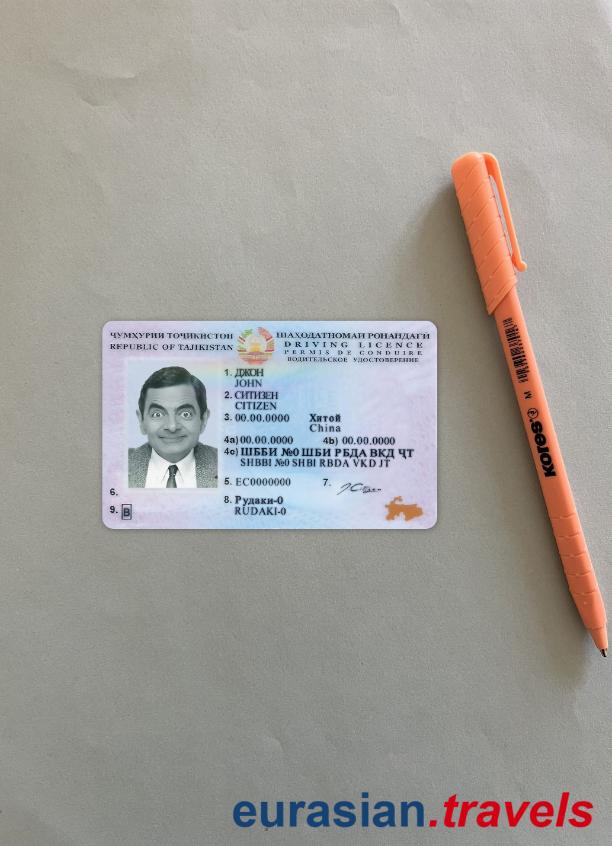 ҶУМҲУРИИ ТОҶИКИСТОН
REPUBLIC OF TAJIKISTAN
ШАҲОДАТНОМАИ РОНАНДАГӢ
DRIVING LICENCE
PERMIS DE CONDUIRE
ВОДИТЕЛЬСКОЕ УДОСТОВЕРЕНИЕ
1. ДЖОН
JOHN
2. СИТИЗЕН
CITIZEN
3. 00.00.0000 Хитой
China
4a) 00.00.0000 4b) 00.00.0000
4c) ШББИ №0 ШБИ РБДА ВКД ҶТ
SHBBI №0 SHBI RBDA VKD JT
5. EC0000000 7.
6.
8. Рудаки-0
RUDAKI-0
9. B
M
Kores
eurasian.travels